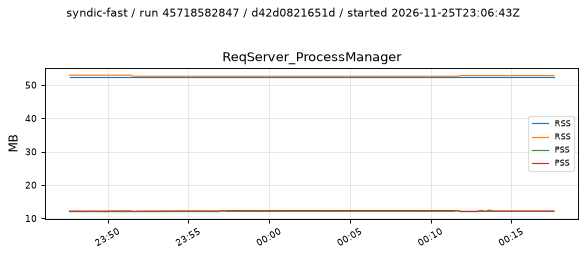 syndic-fast / run 45718582847 / d42d0821651d / started 2026-11-25T23:06:43Z
ReqServer_ProcessManager
MB
50
40
30
20
10
RSS
RSS
PSS
PSS
23:50
23:55
00:00
00:05
00:10
00:15